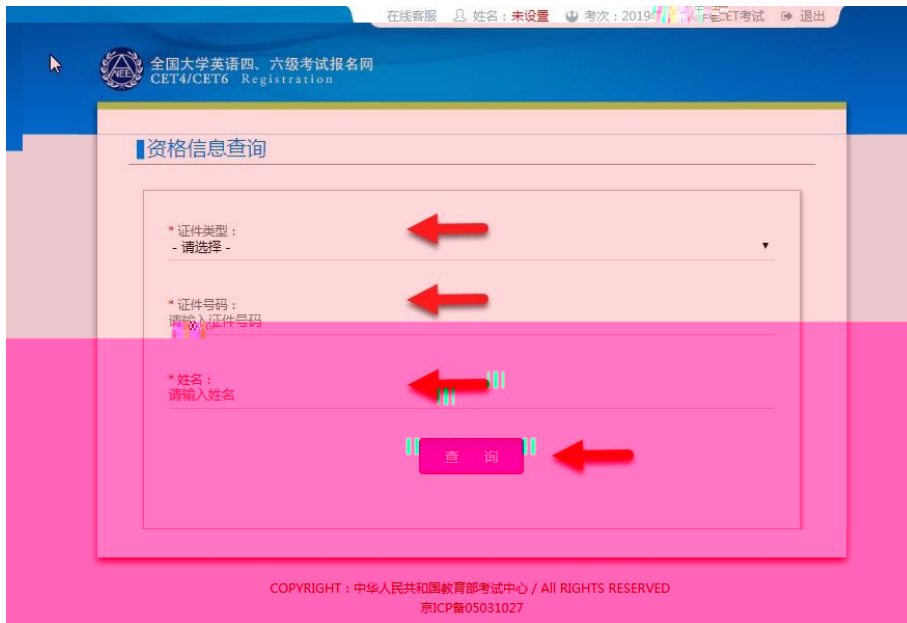 在线客服 姓名：未设置 考次：2019 CET考试 退出
全国大学英语四、六级考试报名网
CET4/CET6 Registration
资格信息查询
* 证件类型：
- 请选择 -
* 证件号码：
请输入证件号码
* 姓名：
请输入姓名
查 询
COPYRIGHT：中华人民共和国教育部考试中心 / All RIGHTS RESERVED
京ICP备05031027